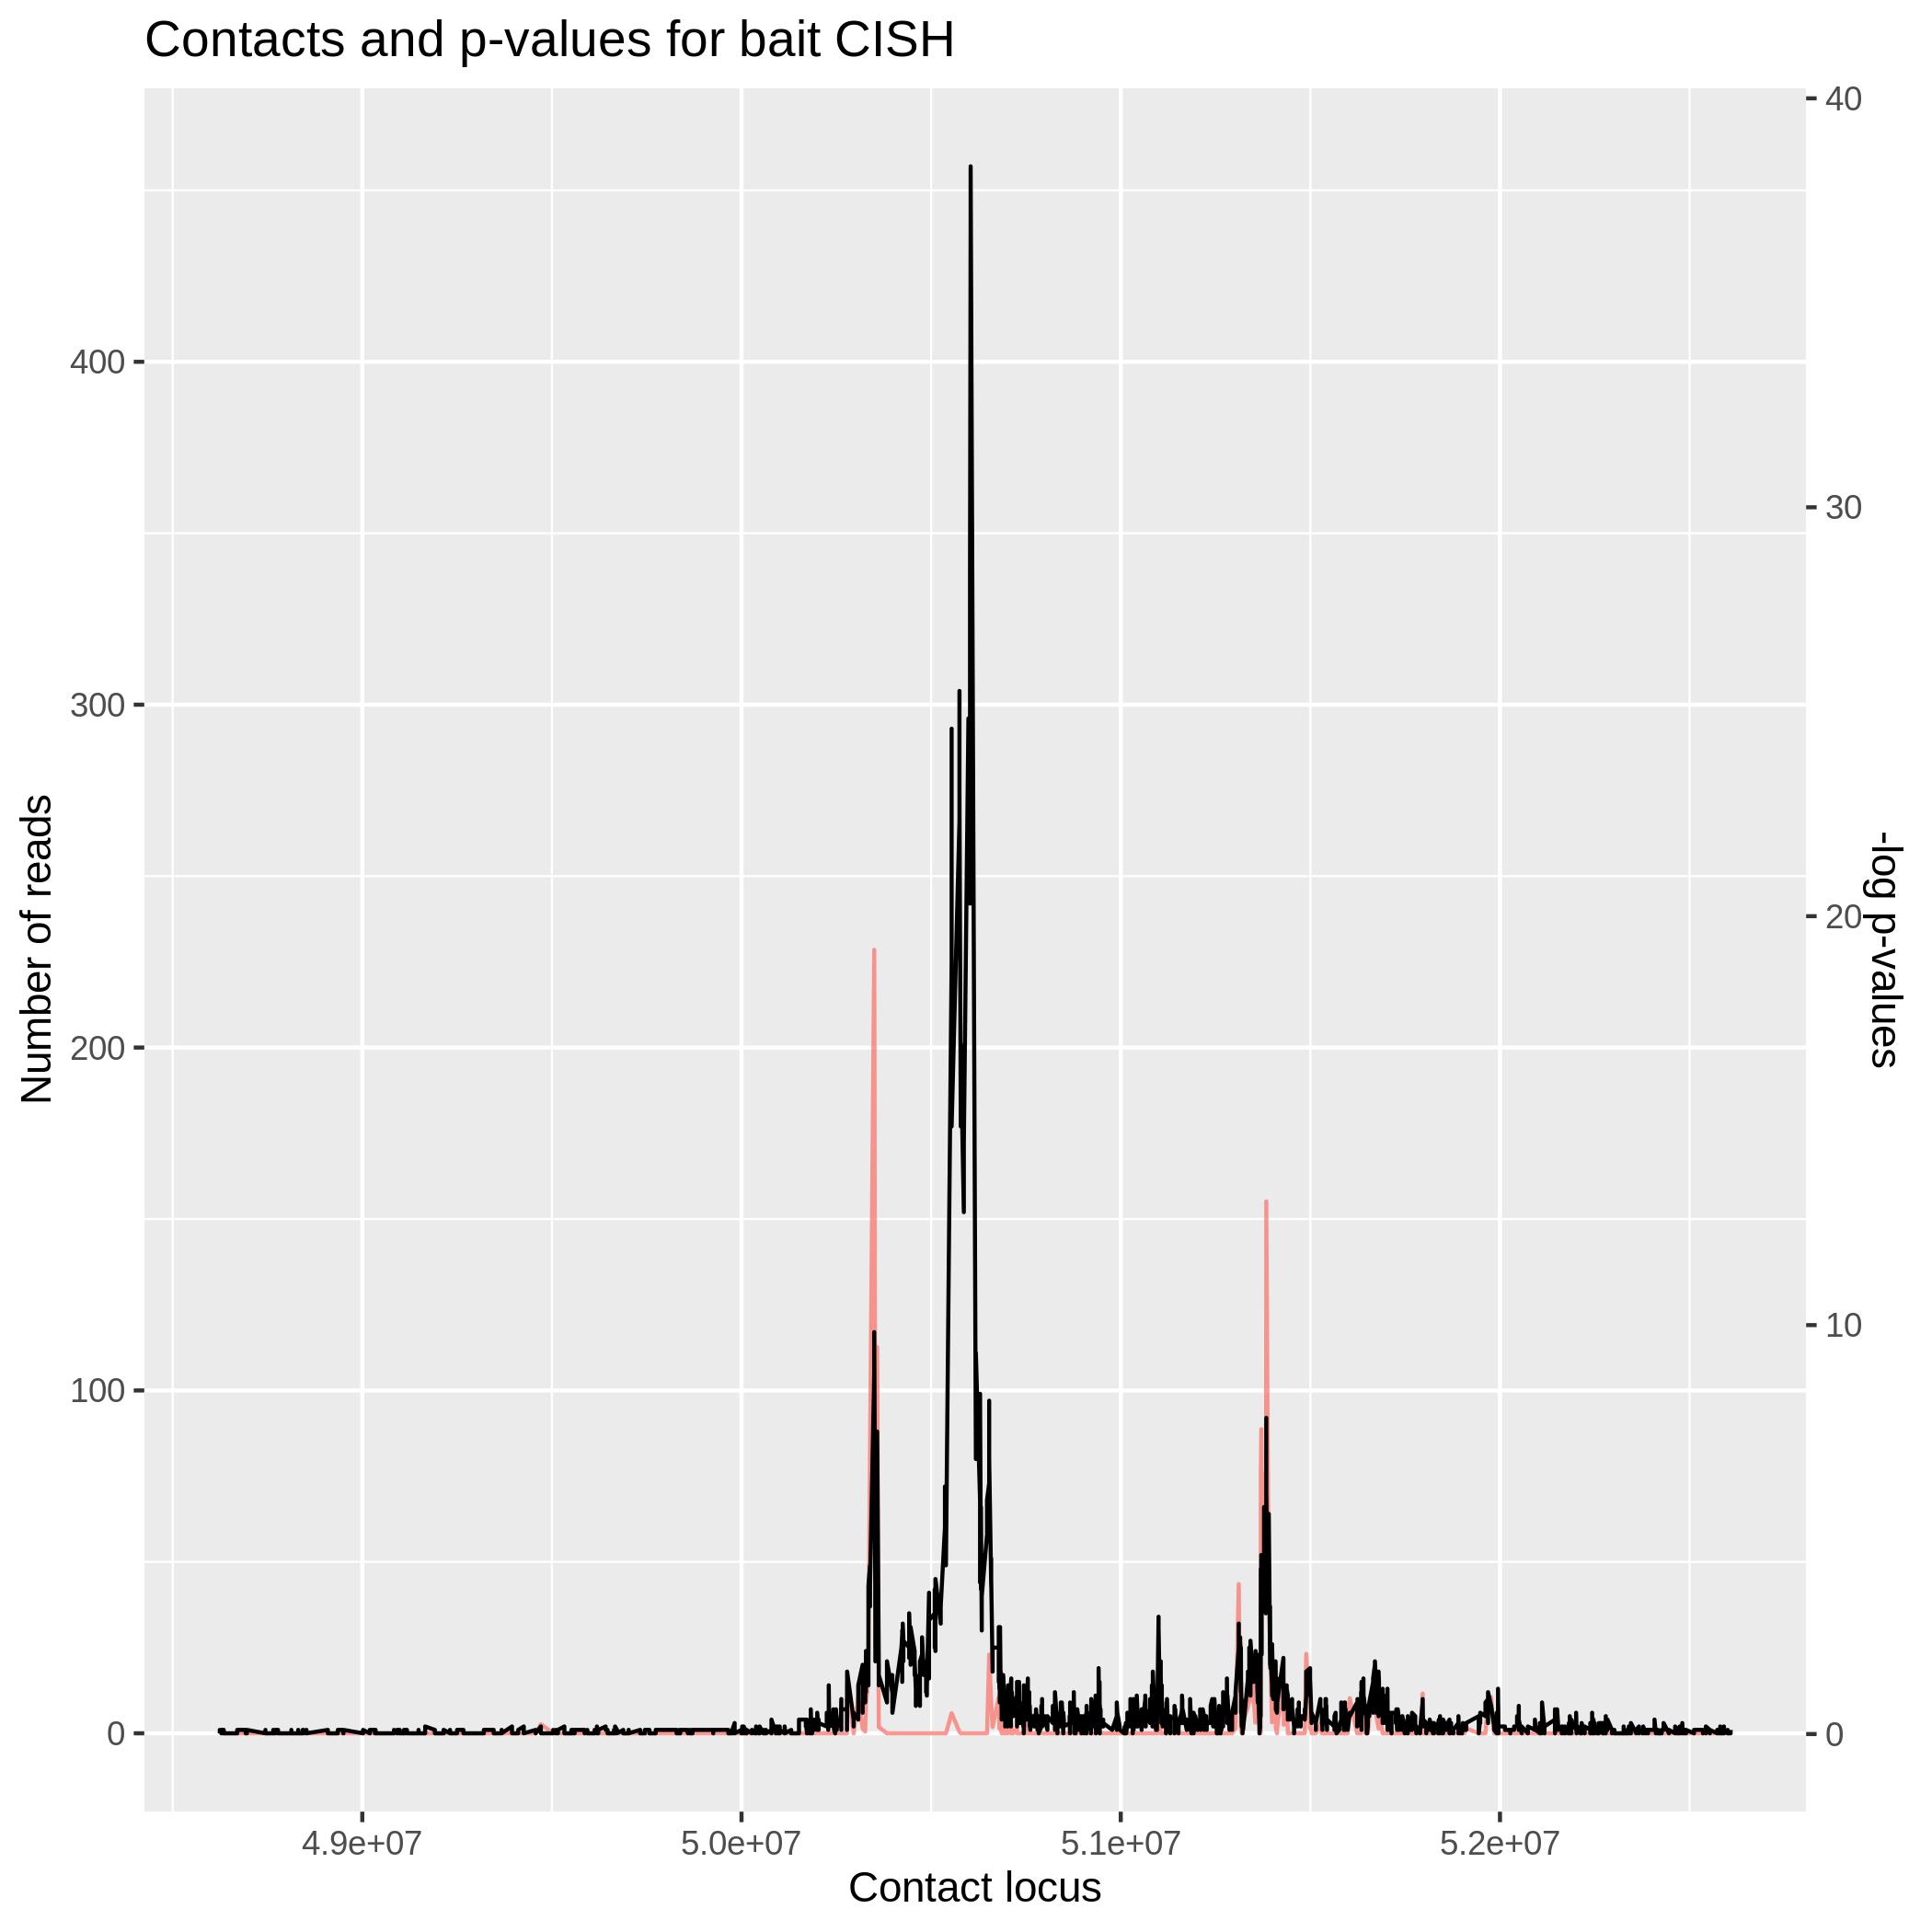 Contacts and p-values for bait CISH
Number of reads
400
300
200
100
0
40
30
20
10
0
-log p-values
4.9e+07
5.0e+07
5.1e+07
5.2e+07
Contact locus